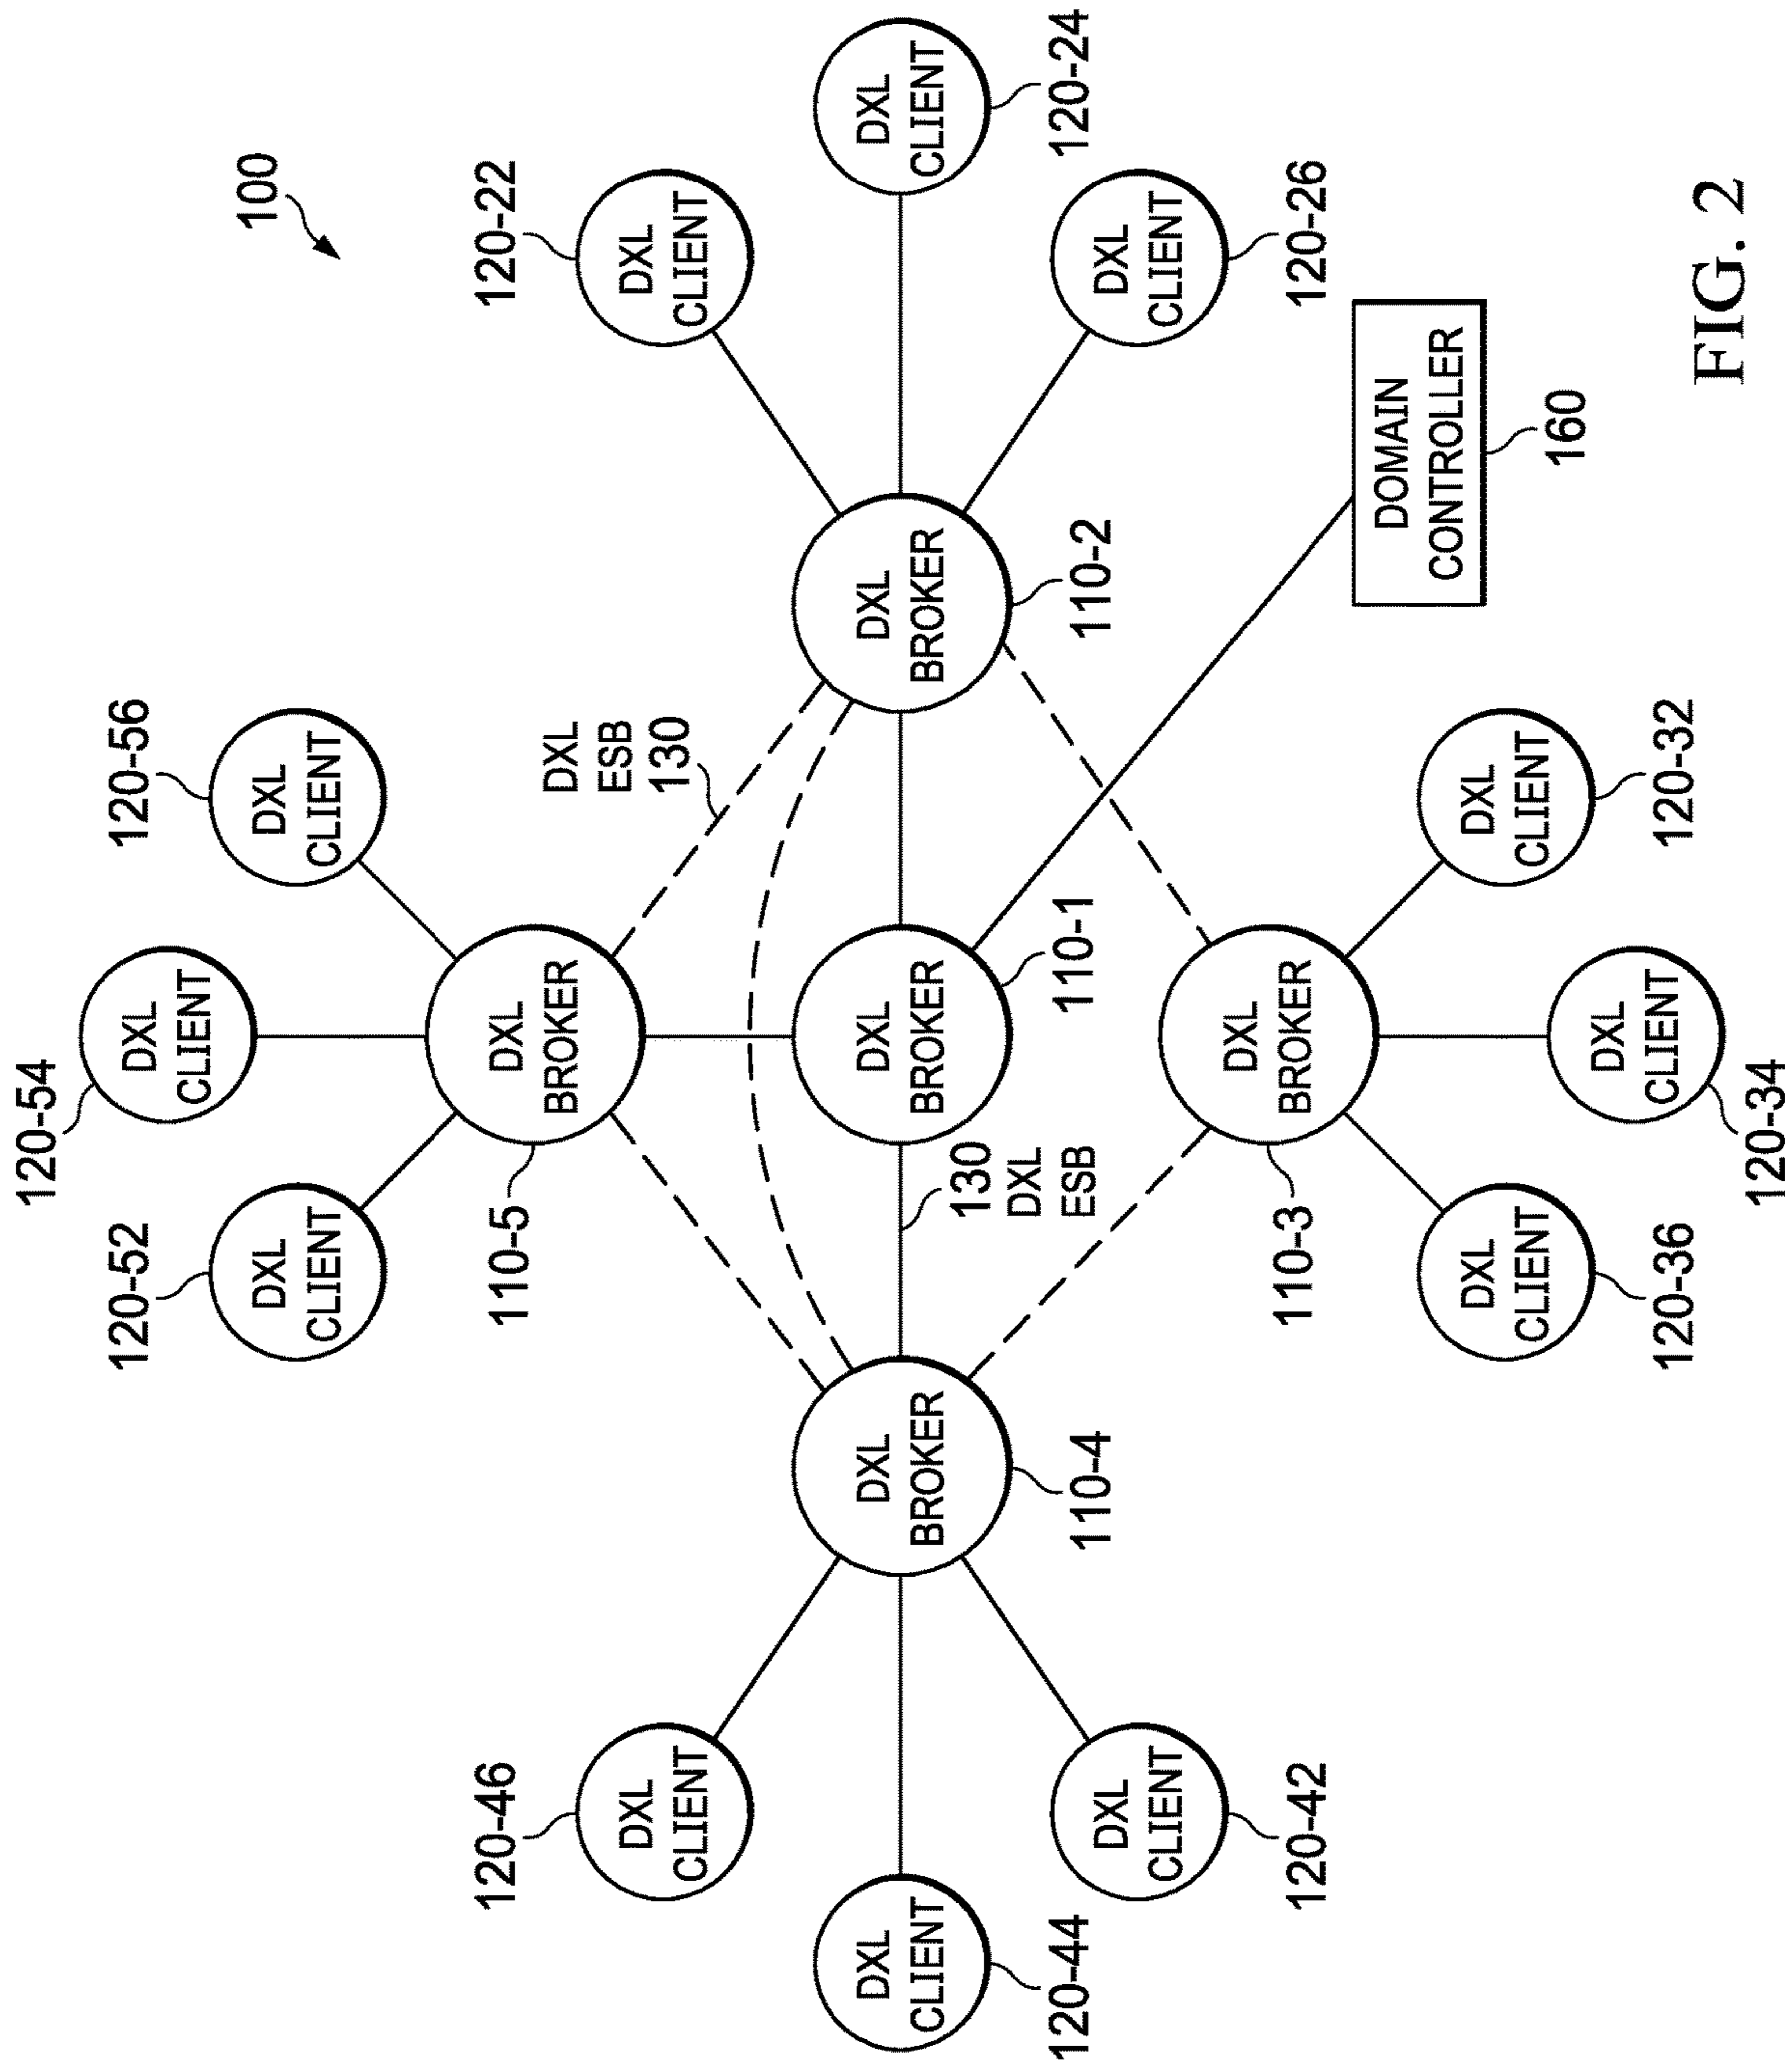 100
120-54
120-52
DXL
CLIENT
DXL
CLIENT
120-56
DXL
CLIENT
120-46
DXL
CLIENT
110-5
DXL
BROKER
DXL
ESB
130
120-22
DXL
CLIENT
120-44
DXL
CLIENT
DXL
BROKER
110-4
130
DXL
ESB
DXL
BROKER
110-1
DXL
BROKER
110-2
DXL
CLIENT
120-24
DXL
CLIENT
120-42
110-3
DXL
BROKER
DXL
CLIENT
120-26
DXL
CLIENT
120-36
DXL
CLIENT
120-34
DXL
CLIENT
120-32
DOMAIN
CONTROLLER
160
FIG. 2